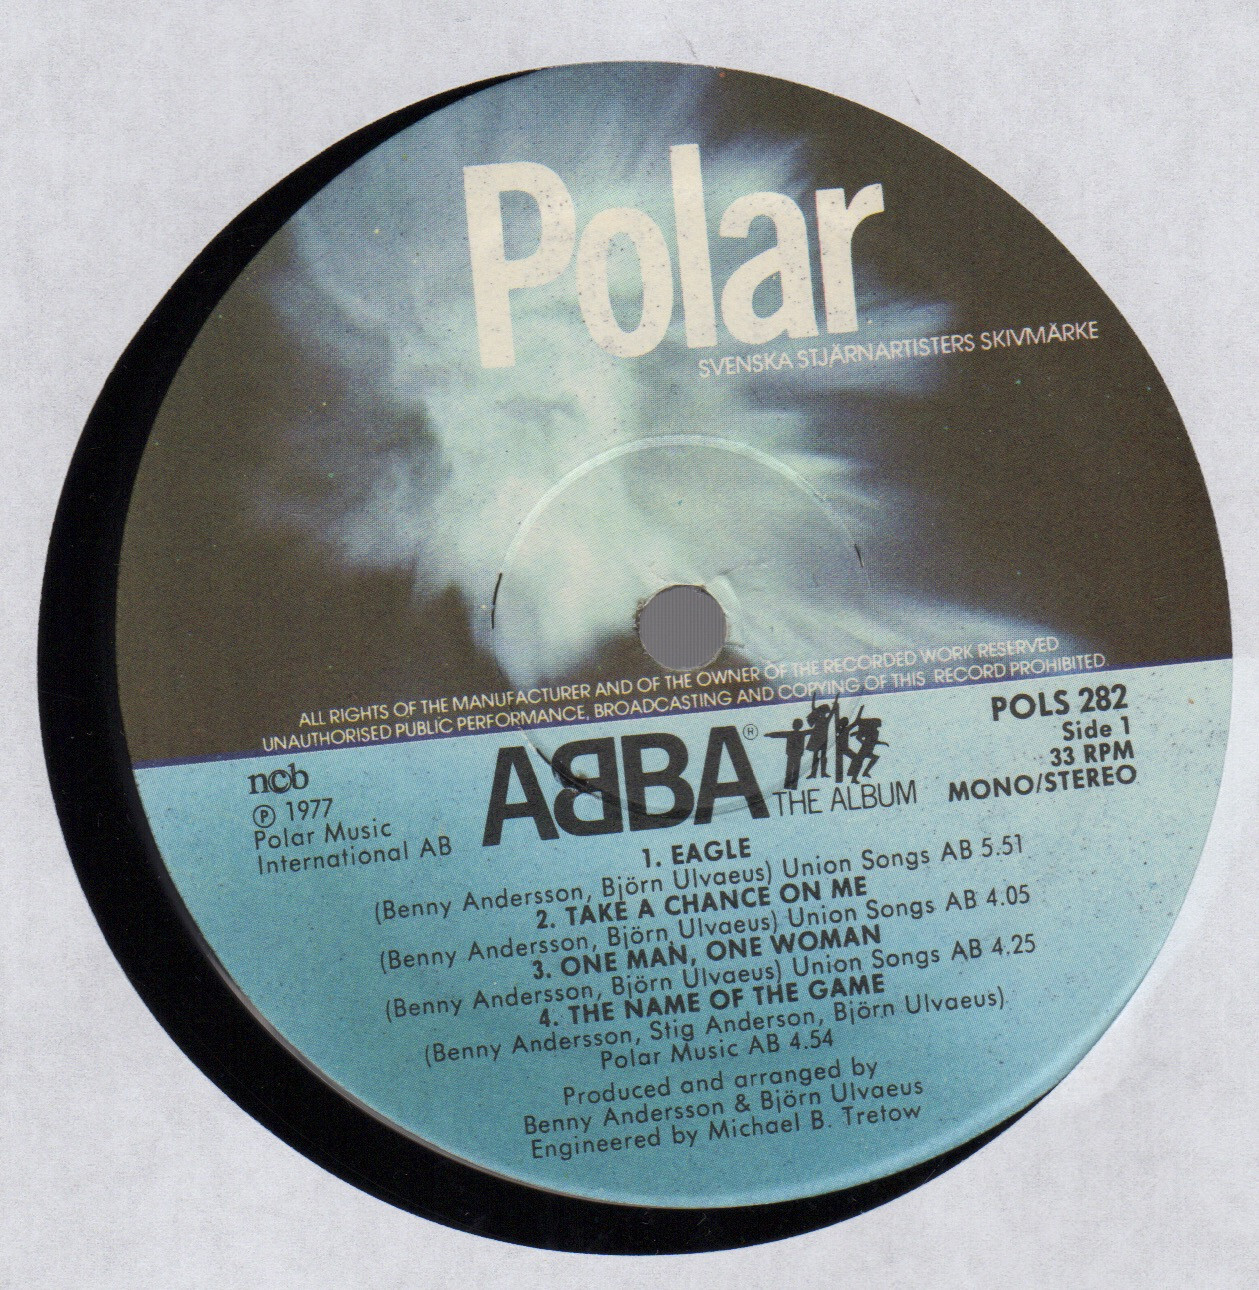 Polar
SVENSKA STJÄRNARTISTERS SKIVMÄRKE
ALL RIGHTS OF THE MANUFACTURER AND OF THE OWNER OF THE RECORDED WORK RESERVED
UNAUTHORISED PUBLIC PERFORMANCE, BROADCASTING AND COPYING OF THIS RECORD PROHIBITED.
ncb
Ⓟ 1977
Polar Music
International AB
ABBA®
THE ALBUM
POLS 282
Side 1
33 RPM
MONO/STEREO
1. EAGLE
(Benny Andersson, Björn Ulvaeus) Union Songs AB 5.51
2. TAKE A CHANCE ON ME
(Benny Andersson, Björn Ulvaeus) Union Songs AB 4.05
3. ONE MAN, ONE WOMAN
(Benny Andersson, Björn Ulvaeus) Union Songs AB 4.25
4. THE NAME OF THE GAME
(Benny Andersson, Stig Anderson, Björn Ulvaeus)
Polar Music AB 4.54
Produced and arranged by
Benny Andersson & Björn Ulvaeus
Engineered by Michael B. Tretow